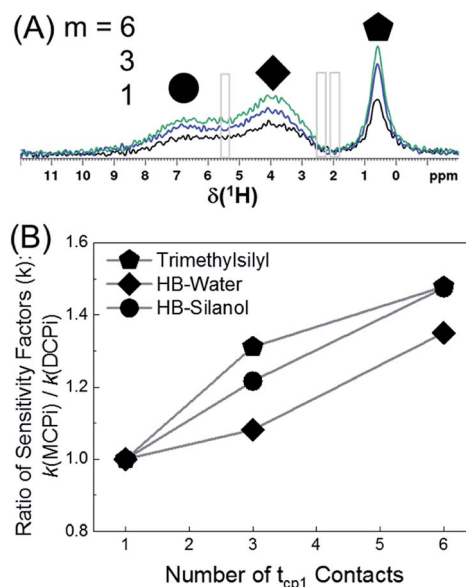 (A) m = 6
3
1
11 10 9 8 7 6 5 4 3 2 1 0 ppm
δ(¹H)
(B)
1.6
Trimethylsilyl
HB-Water
HB-Silanol
1.4
1.2
1.0
0.8
Ratio of Sensitivity Factors (k):
k(MCPi) / k(DCPi)
1 2 3 4 5 6
Number of t_cp1 Contacts